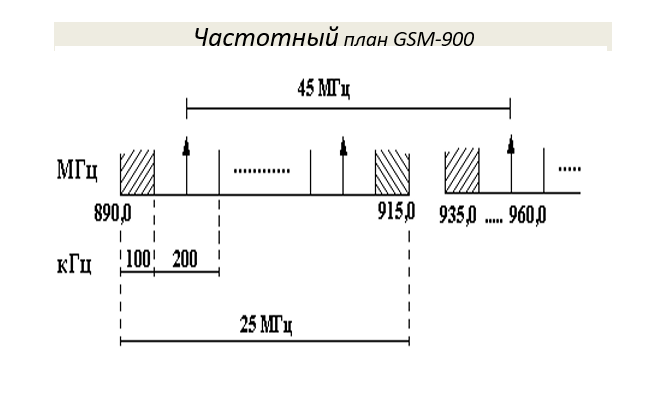 Частотный план GSM-900
45 МГц
МГц
890,0
915,0
935,0 ..... 960,0
кГц
100
200
25 МГц